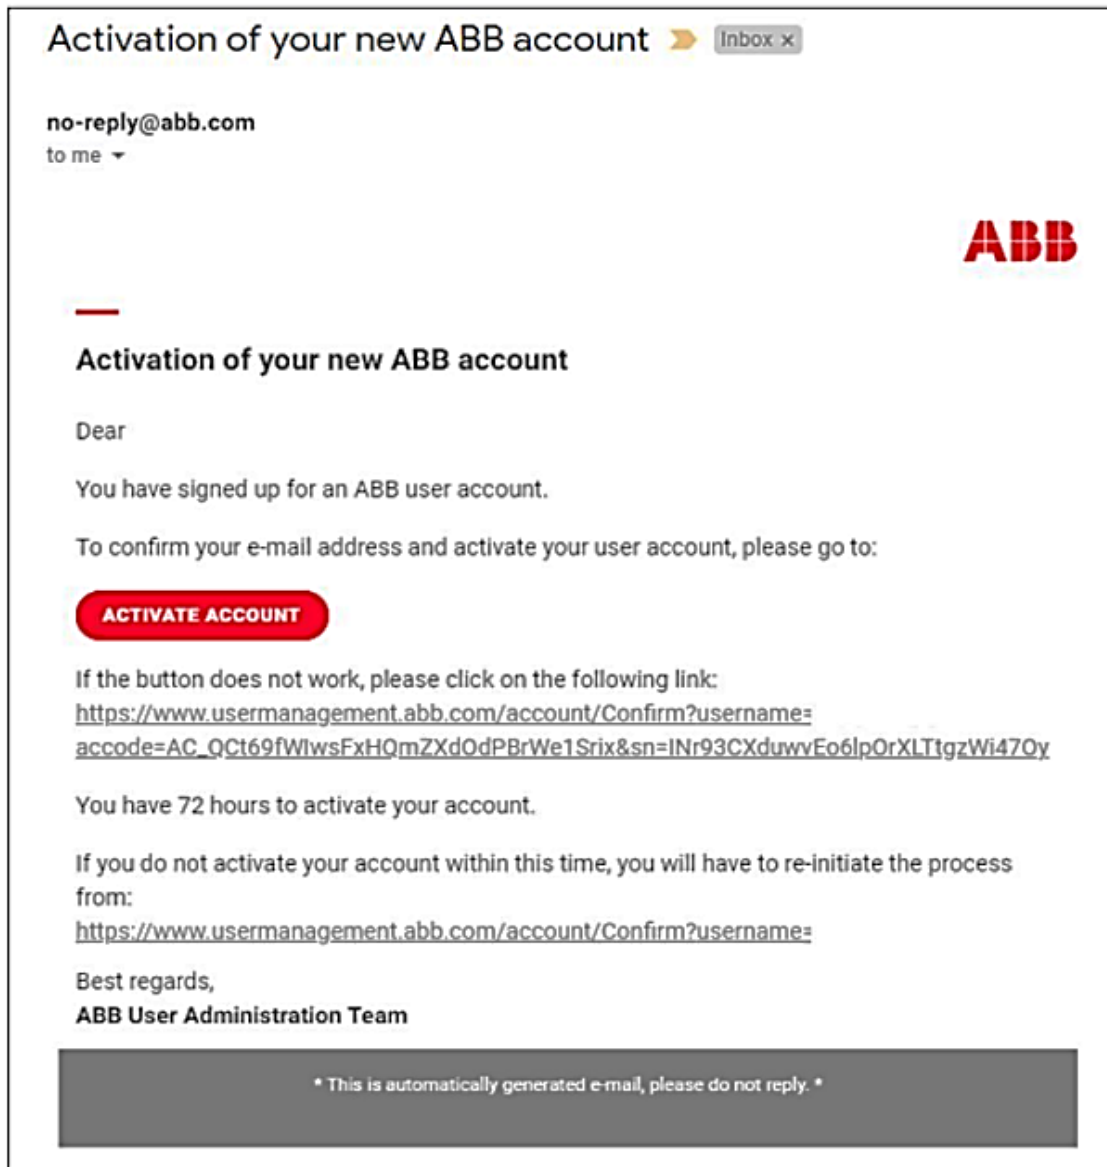 Activation of your new ABB account Inbox x
no-reply@abb.com
to me
ABB
Activation of your new ABB account
Dear
You have signed up for an ABB user account.
To confirm your e-mail address and activate your user account, please go to:
ACTIVATE ACCOUNT
If the button does not work, please click on the following link:
https://www.usermanagement.abb.com/account/Confirm?username=
accode=AC_QCt69fWIwsFxHQmZXdOdPBrWe1Srix&sn=INr93CXduwvEo6lpOrXLTtgzWi47Oy
You have 72 hours to activate your account.
If you do not activate your account within this time, you will have to re-initiate the process
from:
https://www.usermanagement.abb.com/account/Confirm?username=
Best regards,
ABB User Administration Team
* This is automatically generated e-mail, please do not reply. *